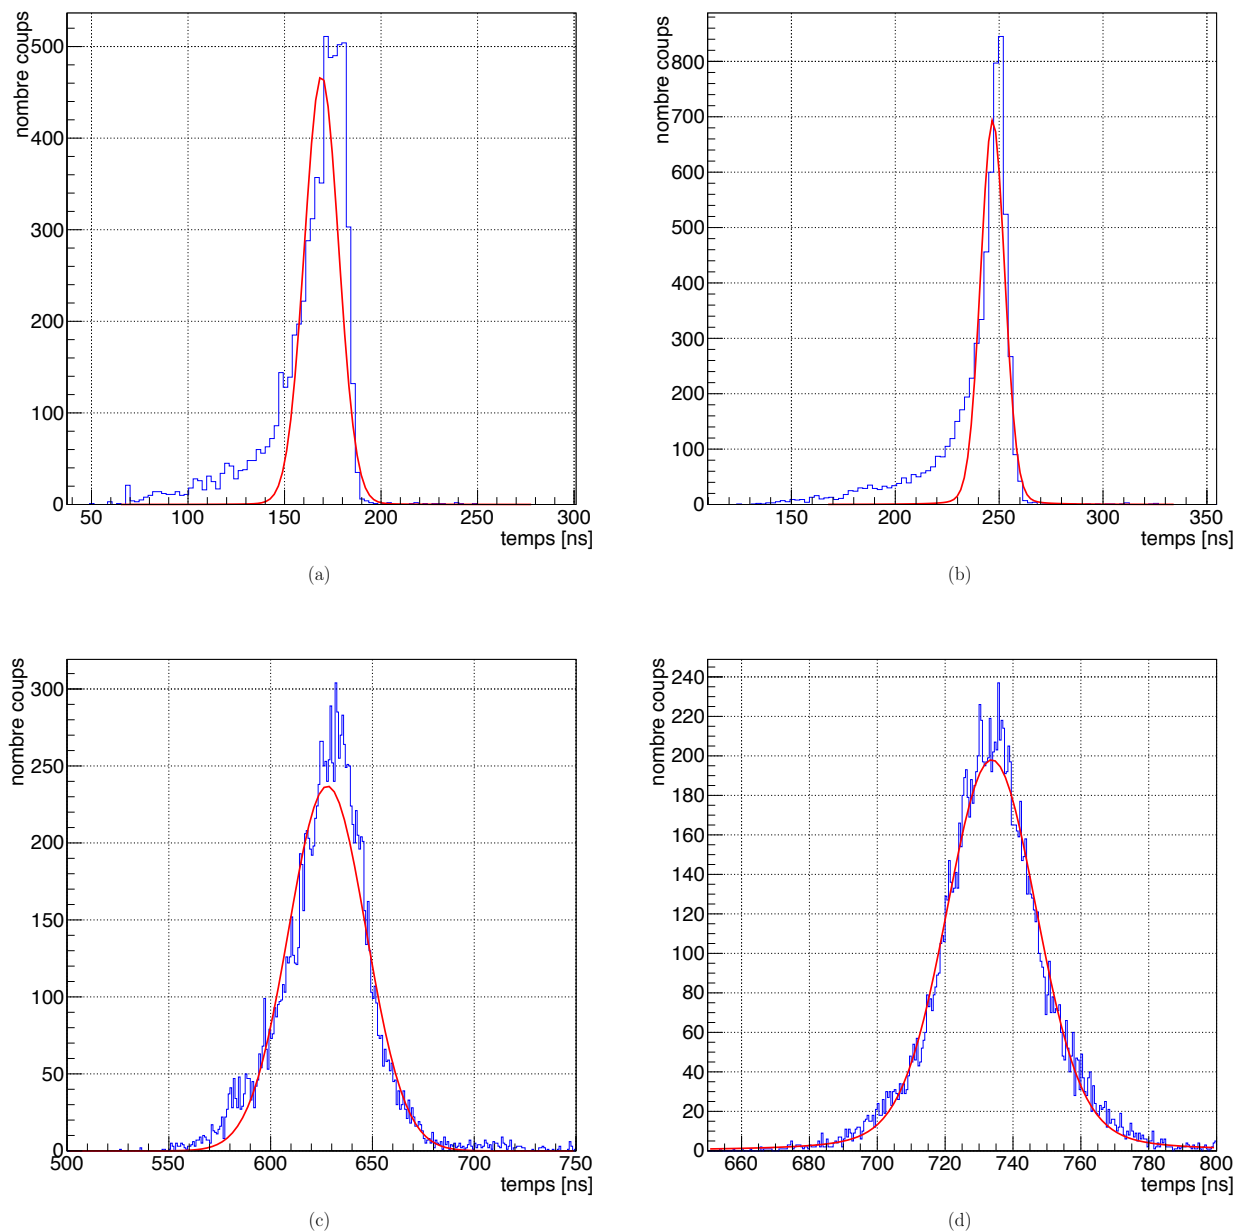 nombre coups
500
400
300
200
100
0
50 100 150 200 250 300
temps [ns]
(a)
nombre coups
800
700
600
500
400
300
200
100
0
150 200 250 300 350
temps [ns]
(b)
nombre coups
300
250
200
150
100
50
0
500 550 600 650 700 750
temps [ns]
(c)
nombre coups
240
220
200
180
160
140
120
100
80
60
40
20
0
660 680 700 720 740 760 780 800
temps [ns]
(d)